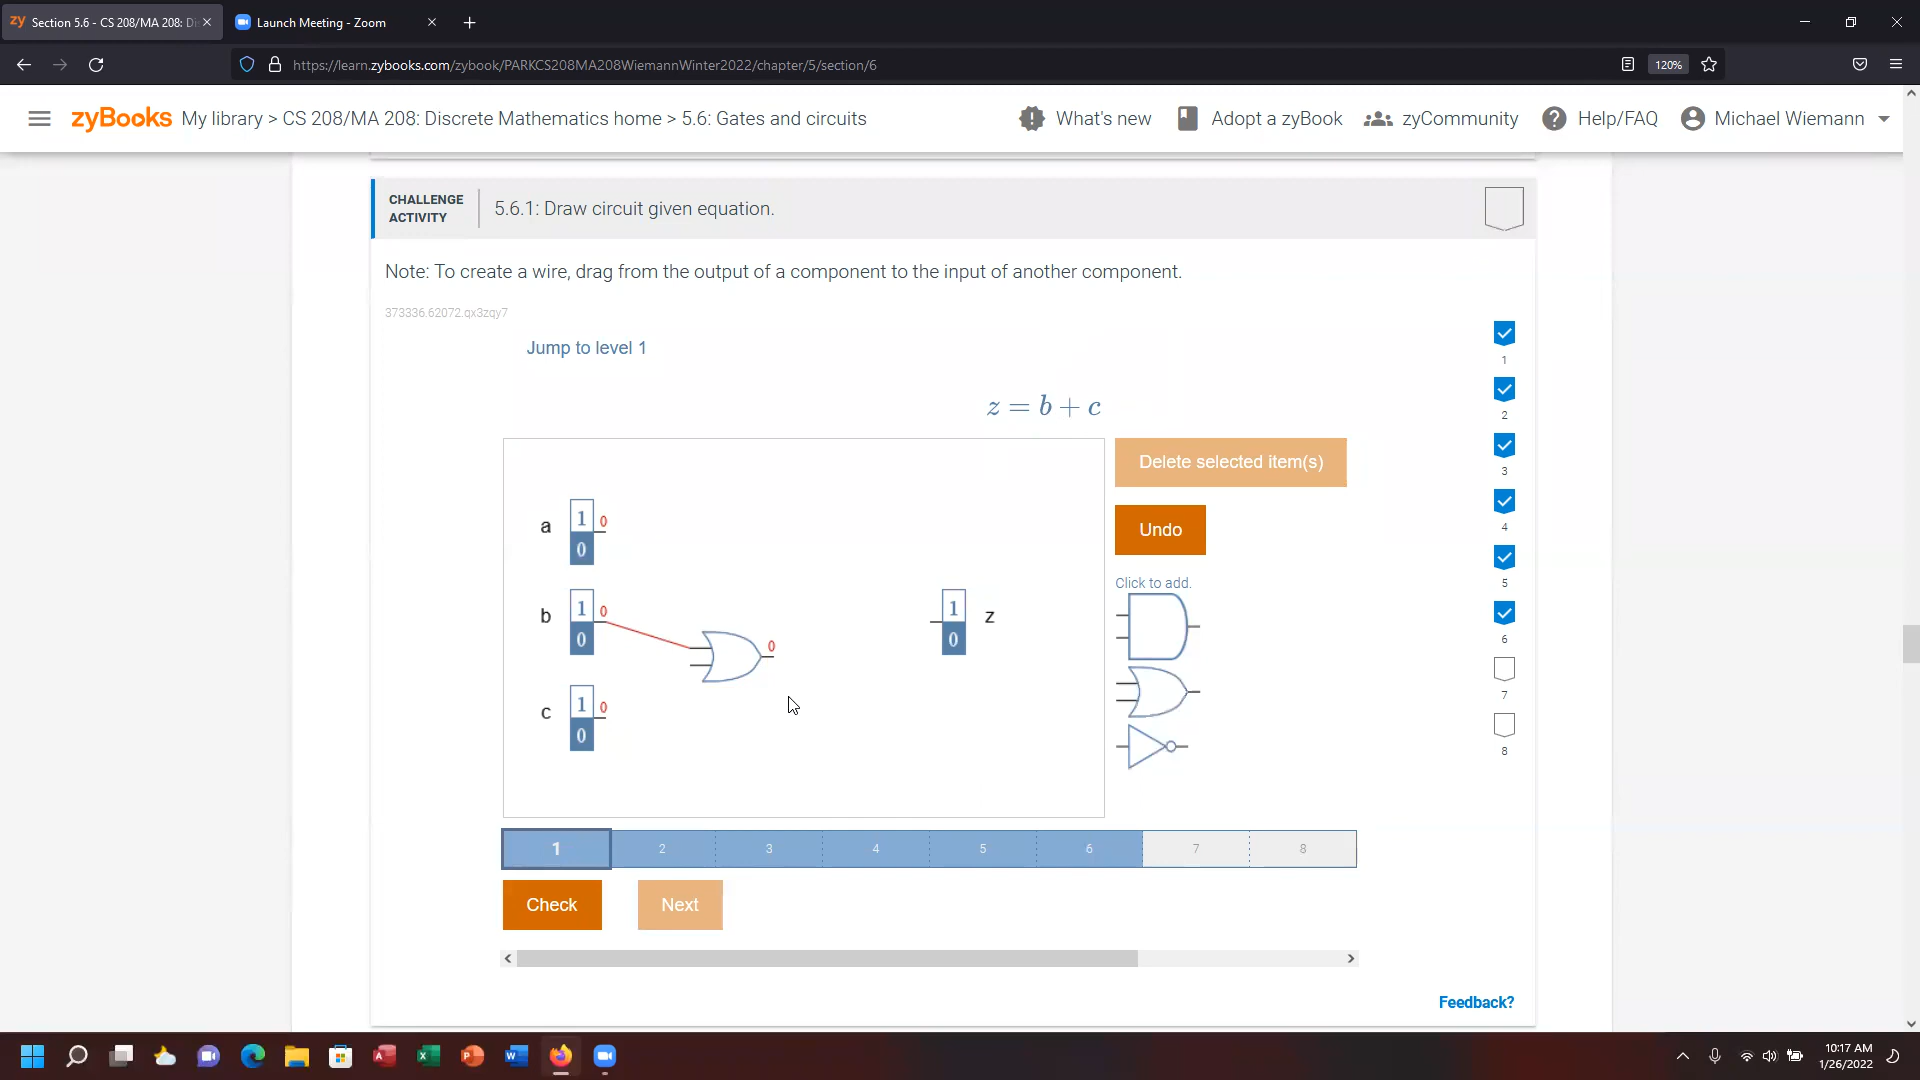 Section 5.6 - CS 208/MA 208: Di
Launch Meeting - Zoom
https://learn.zybooks.com/zybook/PARKCS208MA208WiemannWinter2022/chapter/5/section/6
120%
zyBooks My library > CS 208/MA 208: Discrete Mathematics home > 5.6: Gates and circuits
What's new
Adopt a zyBook
zyCommunity
Help/FAQ
Michael Wiemann
CHALLENGE
ACTIVITY
5.6.1: Draw circuit given equation.
Note: To create a wire, drag from the output of a component to the input of another component.
373336.62072.qx3zqy7
Jump to level 1
z = b + c
Delete selected item(s)
Undo
Click to add.
a 1 0
0
b 1 0
0
0
1 z
0
c 1 0
0
1
2
3
4
5
6
7
8
1 2 3 4 5 6 7 8
Check
Next
Feedback?
10:17 AM
1/26/2022